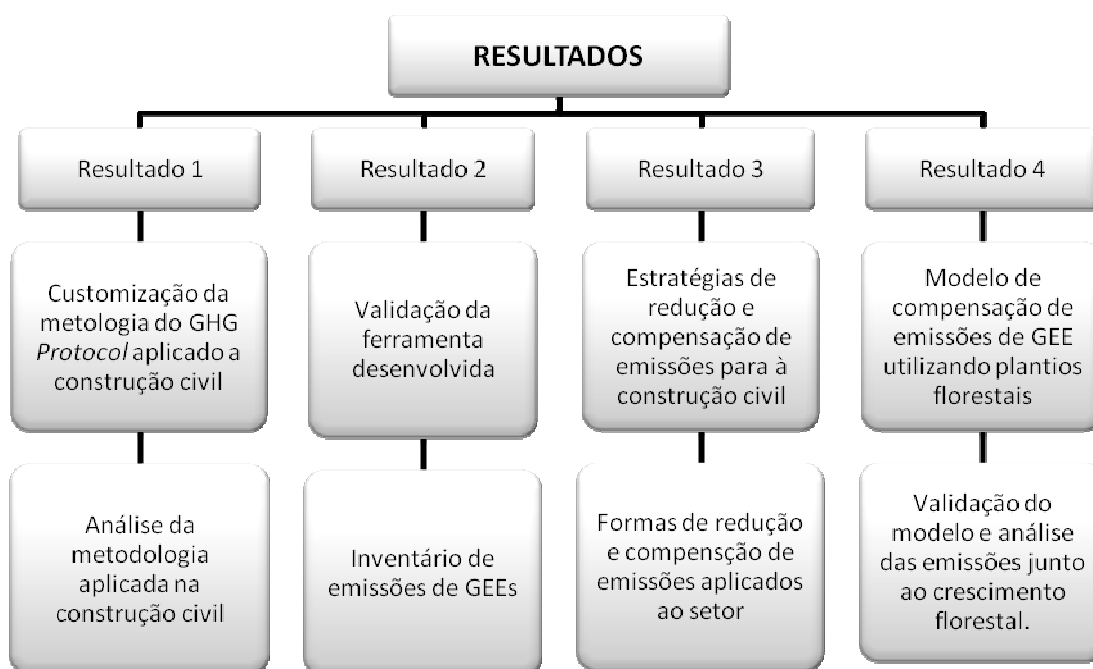 RESULTADOS
Resultado 1
Resultado 2
Resultado 3
Resultado 4
Customização da
metologia do GHG
Protocol aplicado a
construção civil
Validação da
ferramenta
desenvolvida
Estratégias de
redução e
compensação de
emissões para à
construção civil
Modelo de
compensação de
emissões de GEE
utilizando plantios
florestais
Análise da
metodologia
aplicada na
construção civil
Inventário de
emissões de GEEs
Formas de redução
e compensção de
emissões aplicados
ao setor
Validação do
modelo e análise
das emissões junto
ao crescimento
florestal.